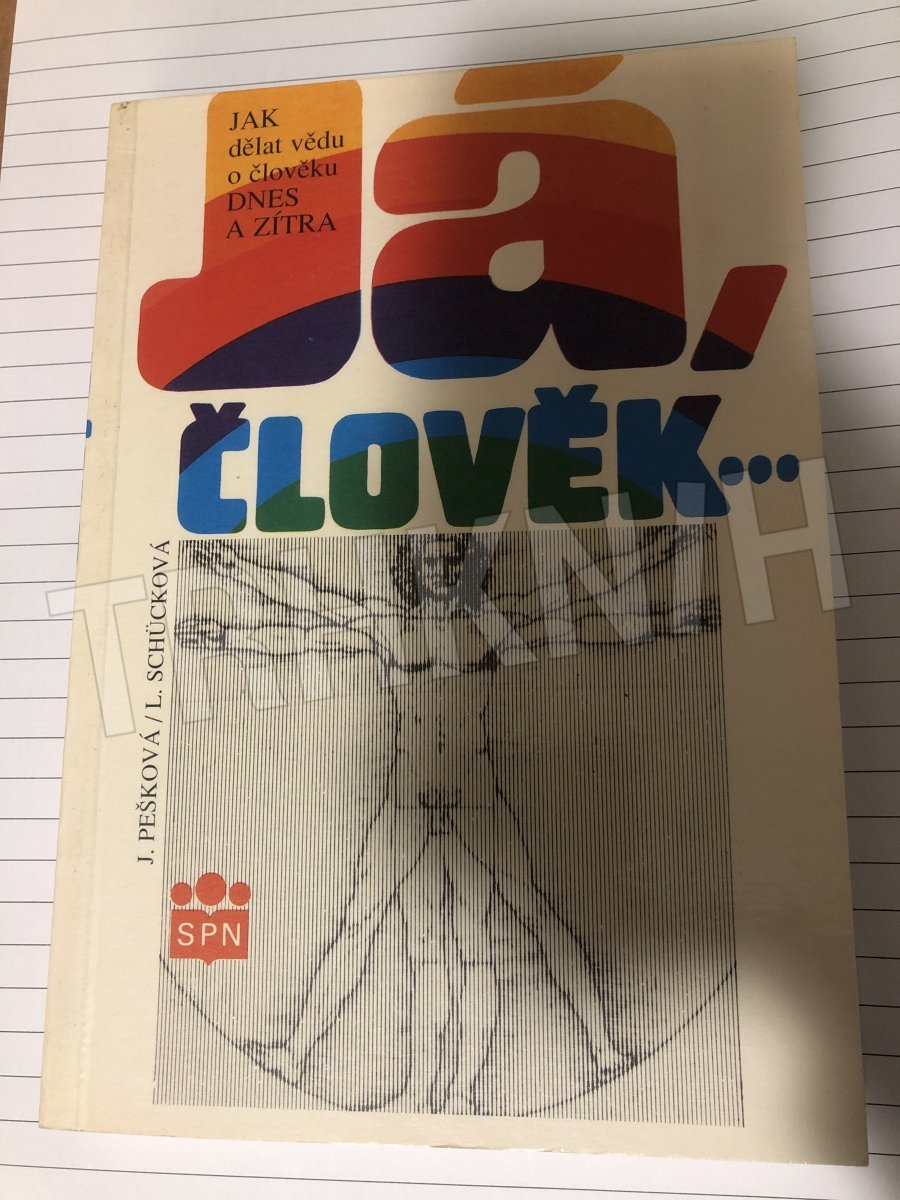 JAK
dělat vědu
o člověku
DNES
A ZÍTRA
Já,
ČLOVĚK...
J. PEŠKOVÁ / L. SCHÜCKOVÁ
SPN